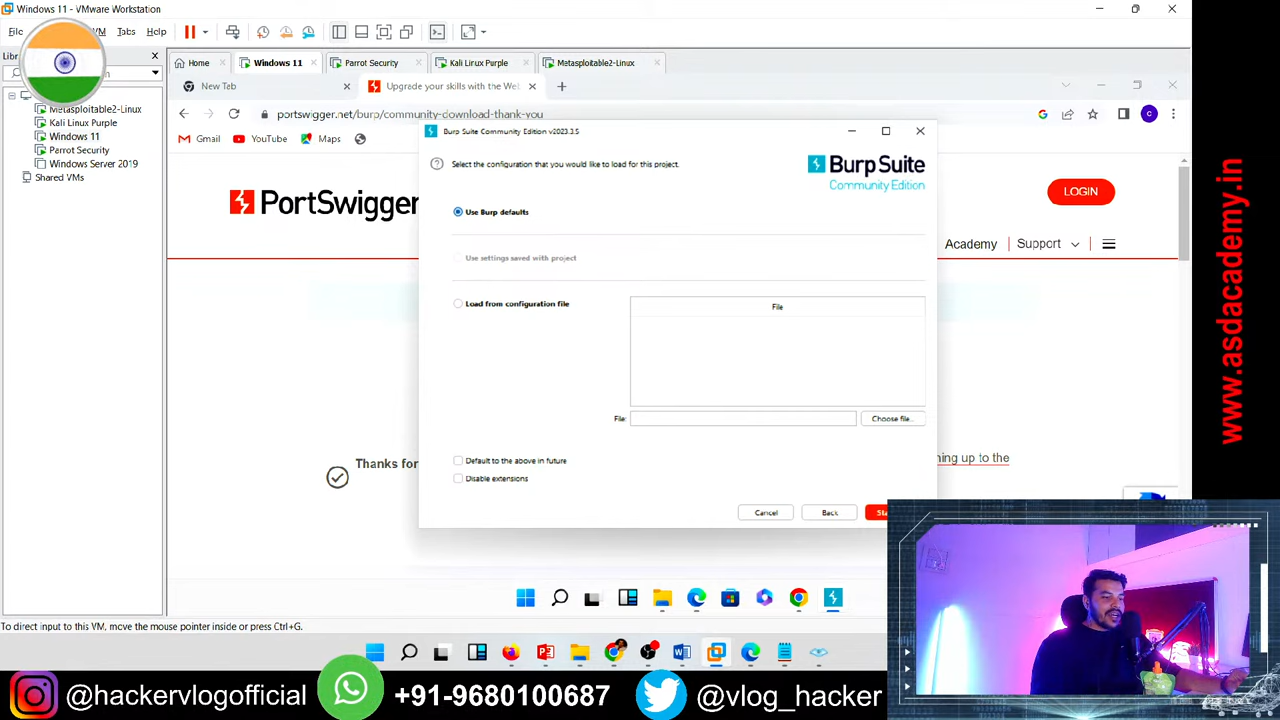 Windows 11 - VMware Workstation
File
VM
Tabs
Help
Home
Windows 11
Parrot Security
Kali Linux Purple
Metasploitable2-Linux
New Tab
Upgrade your skills with the Web
portswigger.net/burp/community-download-thank-you
Gmail
YouTube
Maps
Metasploitable2-Linux
Kali Linux Purple
Windows 11
Parrot Security
Windows Server 2019
Shared VMs
PortSwigger
LOGIN
Academy
Support
Burp Suite Community Edition v2023.3.5
Select the configuration that you would like to load for this project.
Burp Suite
Community Edition
Use Burp defaults
Use settings saved with project
Load from configuration file
File
File:
Choose file...
Default to the above in future
Disable extensions
Cancel
Back
Thanks for
ning up to the
To direct input to this VM, move the mouse pointer inside or press Ctrl+G.
www.asdacademy.in
@hackervogofficial
+91-9680100687
@vlog_hacker